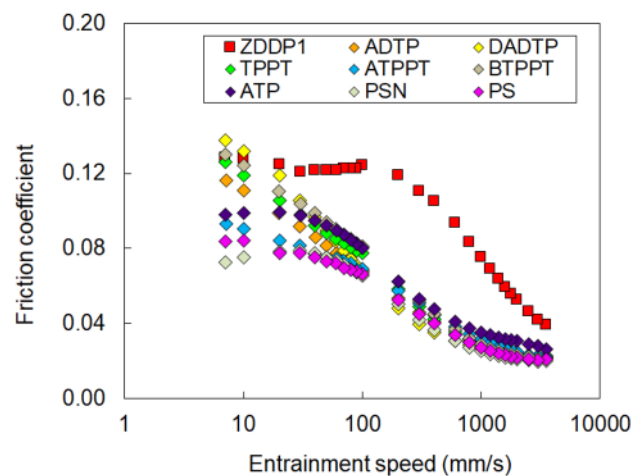 0.20
ZDDP1 ADTP DADTP
TPPT ATPPT BTPPT
ATP PSN PS
0.16
0.12
0.08
0.04
0.00
Friction coefficient
1 10 100 1000 10000
Entrainment speed (mm/s)